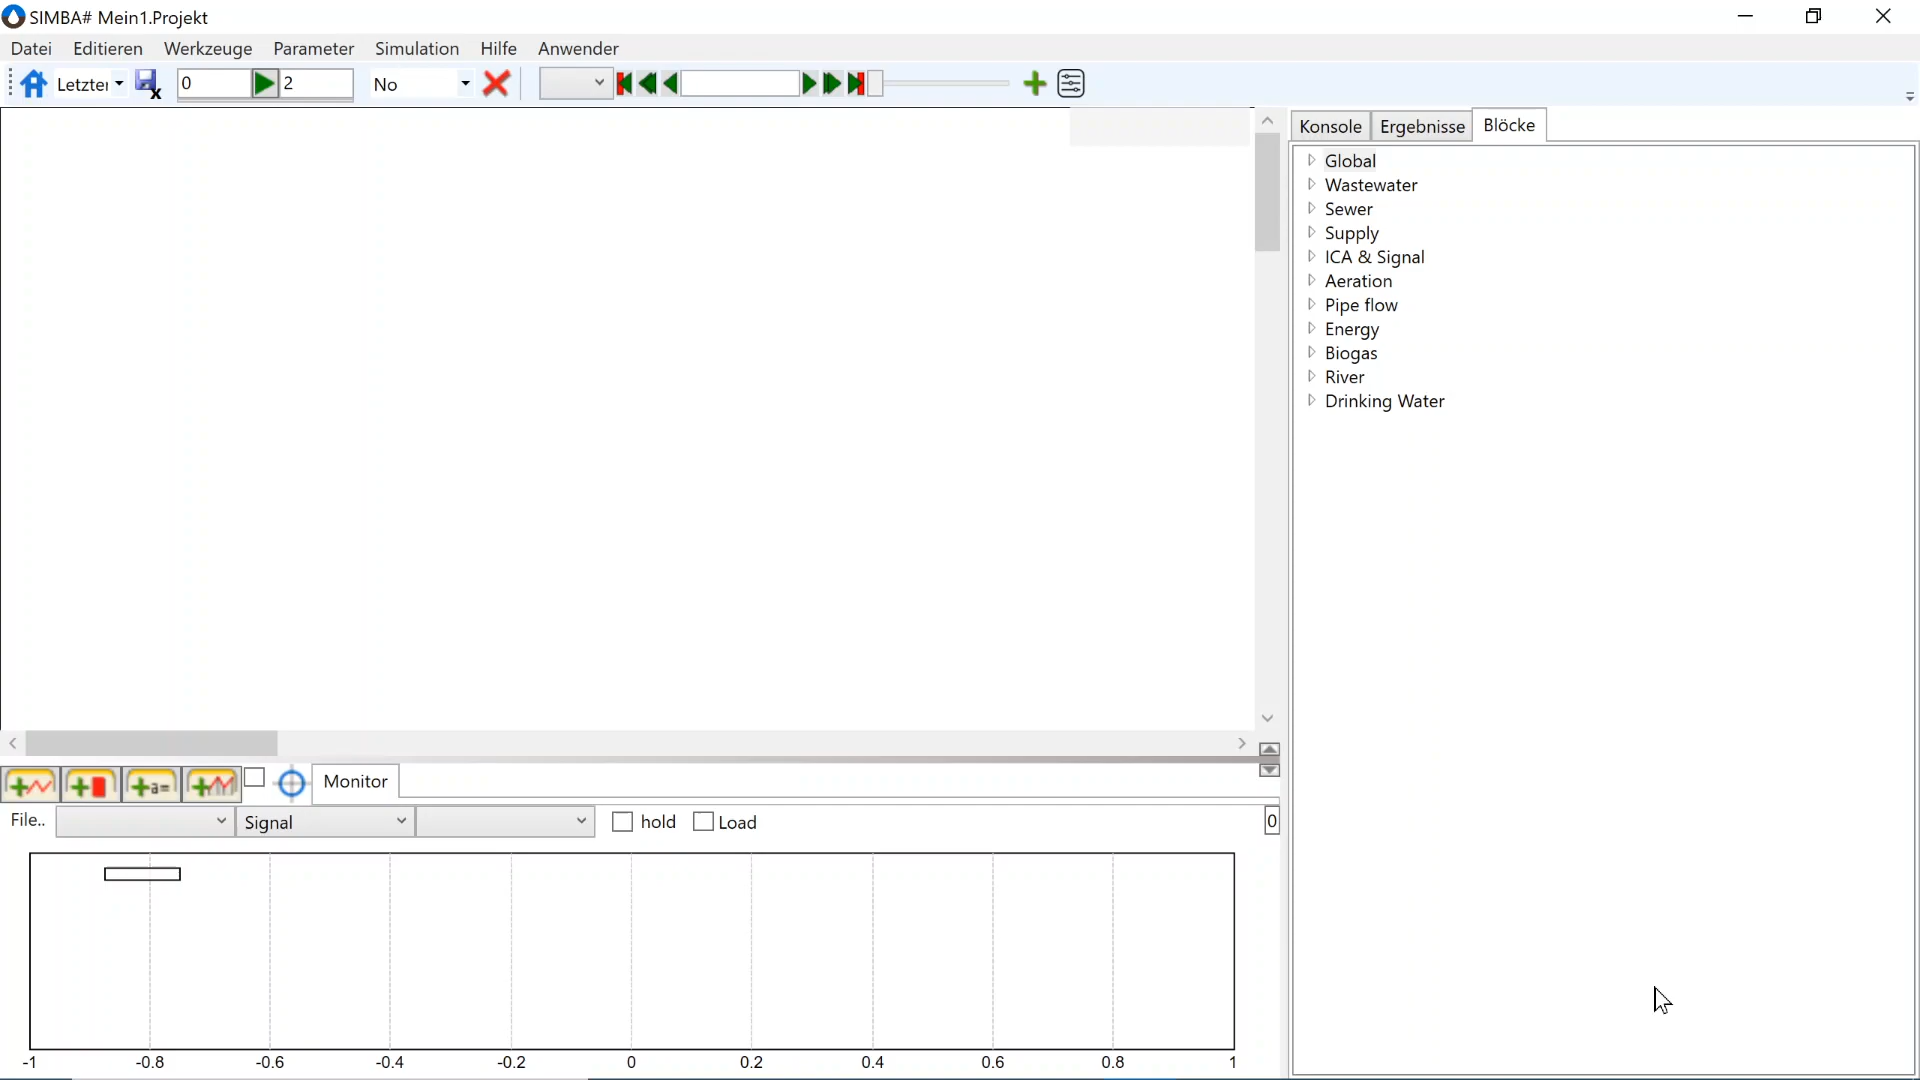 SIMBA# Mein1.Projekt
Datei Editieren Werkzeuge Parameter Simulation Hilfe Anwender
Letzter 0 2 No
Konsole Ergebnisse Blöcke
Global
Wastewater
Sewer
Supply
ICA & Signal
Aeration
Pipe flow
Energy
Biogas
River
Drinking Water
a= Monitor
File.. Signal hold Load 0
-1 -0.8 -0.6 -0.4 -0.2 0 0.2 0.4 0.6 0.8 1